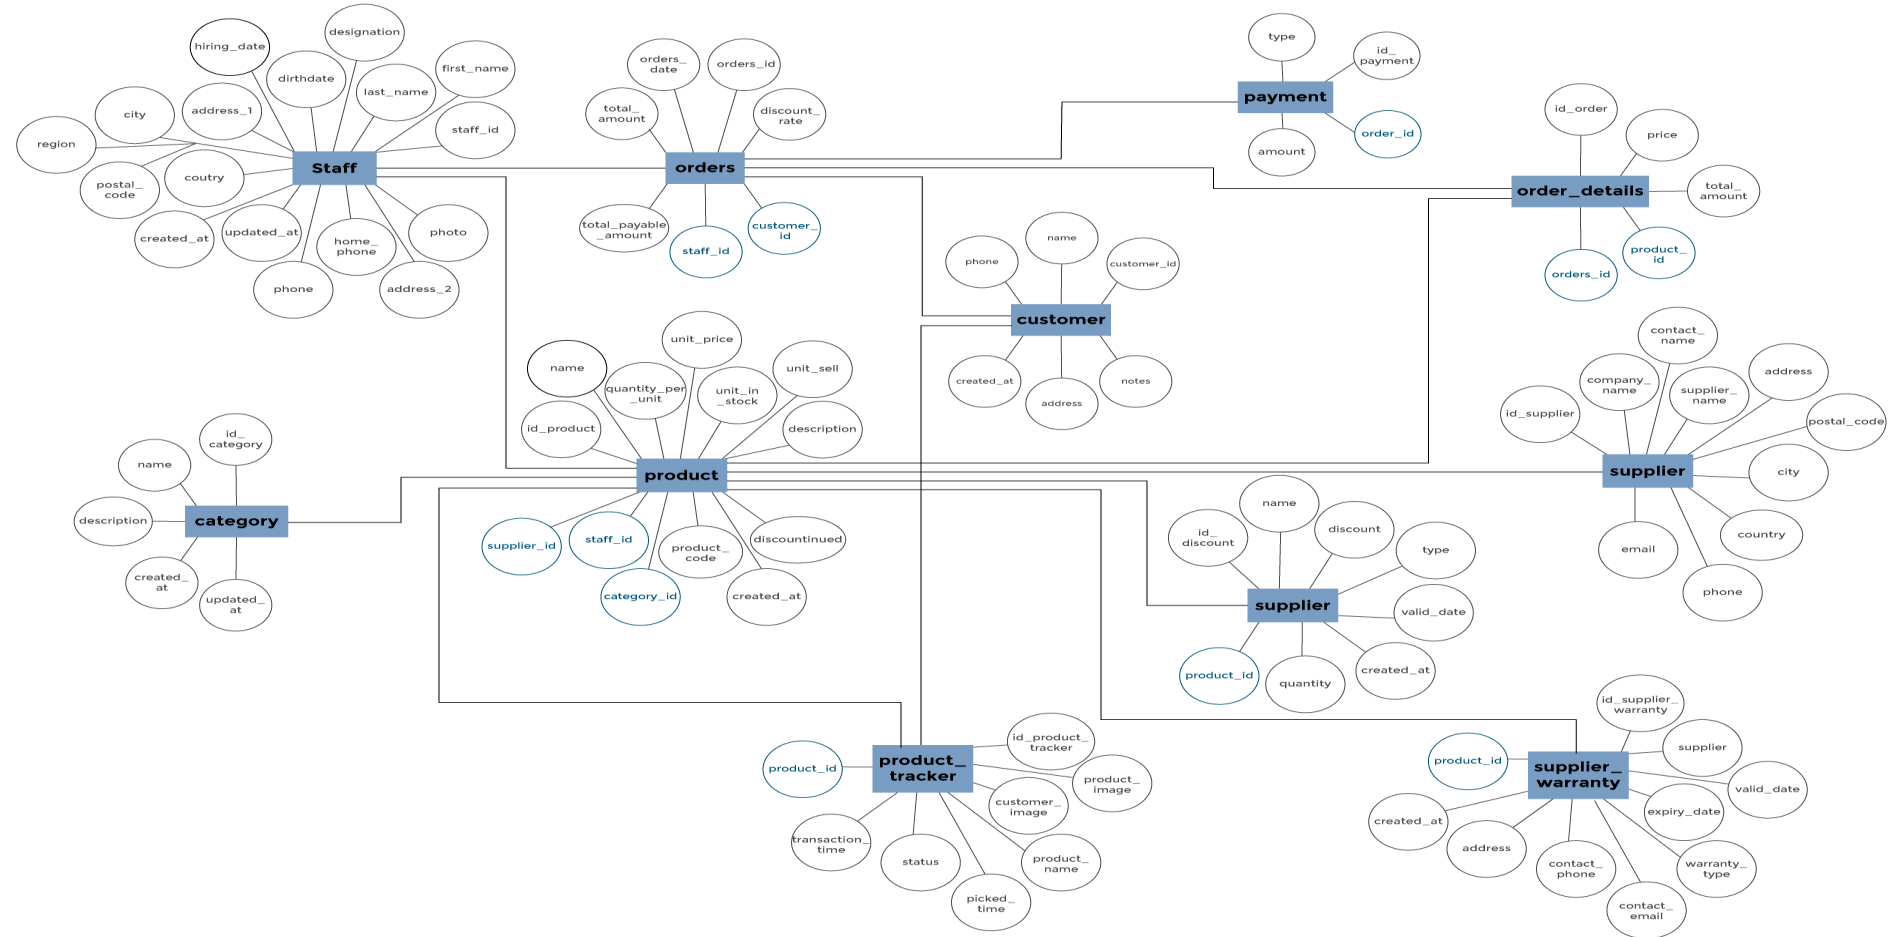 hiring_date
designation
dirthdate
first_name
last_name
address_1
city
region
staff_id
postal_
code
coutry
Staff
created_at
updated_at
home_
phone
photo
phone
address_2
orders_
date
orders_id
total_
amount
discount_
rate
orders
total_payable
_amount
staff_id
customer_
id
type
id_
payment
payment
order_id
amount
id_order
price
order_details
total_
amount
orders_id
product_
id
name
phone
customer_id
customer
created_at
address
notes
unit_price
name
quantity_per
_unit
unit_in
_stock
unit_sell
id_product
description
product
supplier_id
staff_id
product_
code
discountinued
category_id
created_at
id_
category
name
description
category
created_
at
updated_
at
contact_
name
company_
name
supplier_
name
address
id_supplier
postal_code
supplier
city
country
email
phone
name
id_
discount
discount
type
supplier
valid_date
product_id
quantity
created_at
id_product_
tracker
product_id
product_
tracker
product_
image
customer_
image
transaction_
time
status
product_
name
picked_
time
id_supplier_
warranty
supplier
product_id
supplier_
warranty
valid_date
expiry_date
created_at
address
contact_
phone
warranty_
type
contact_
email